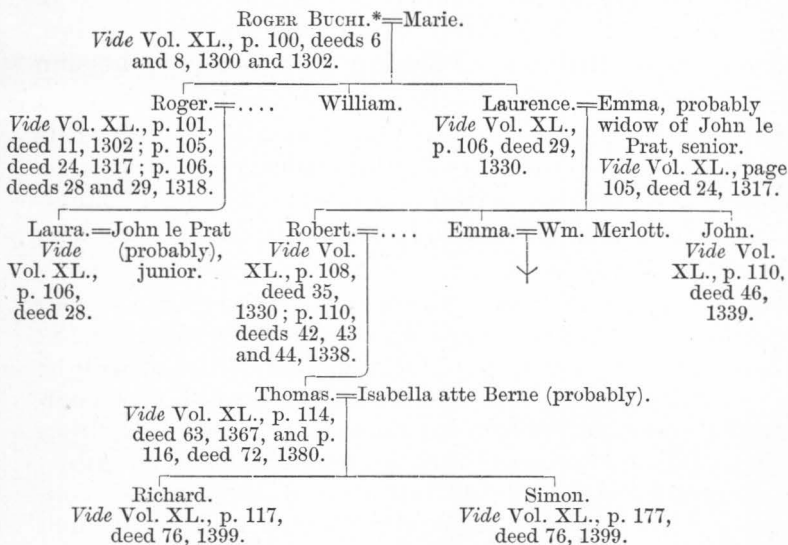 ROGER BUCHI.*=Marie.
Vide Vol. XL., p. 100, deeds 6
and 8, 1300 and 1302.
Roger.=....
Vide Vol. XL., p. 101,
deed 11, 1302; p. 105,
deed 24, 1317; p. 106,
deeds 28 and 29, 1318.
William.
Laurence.=Emma, probably
Vide Vol. XL., widow of John le
p. 106, deed 29, Prat, senior.
1330. Vide Vol. XL., page
105, deed 24, 1317.
Laura.=John le Prat
Vide (probably),
Vol. XL., junior.
p. 106,
deed 28.
Robert.=....
Vide Vol.
XL., p. 108,
deed 35,
1330; p. 110,
deeds 42, 43
and 44, 1338.
Emma.=Wm. Merlott.
John.
Vide Vol.
XL., p. 110,
deed 46,
1339.
Thomas.=Isabella atte Berne (probably).
Vide Vol. XL., p. 114,
deed 63, 1367, and p.
116, deed 72, 1380.
Richard.
Vide Vol. XL., p. 117,
deed 76, 1399.
Simon.
Vide Vol. XL., p. 177,
deed 76, 1399.